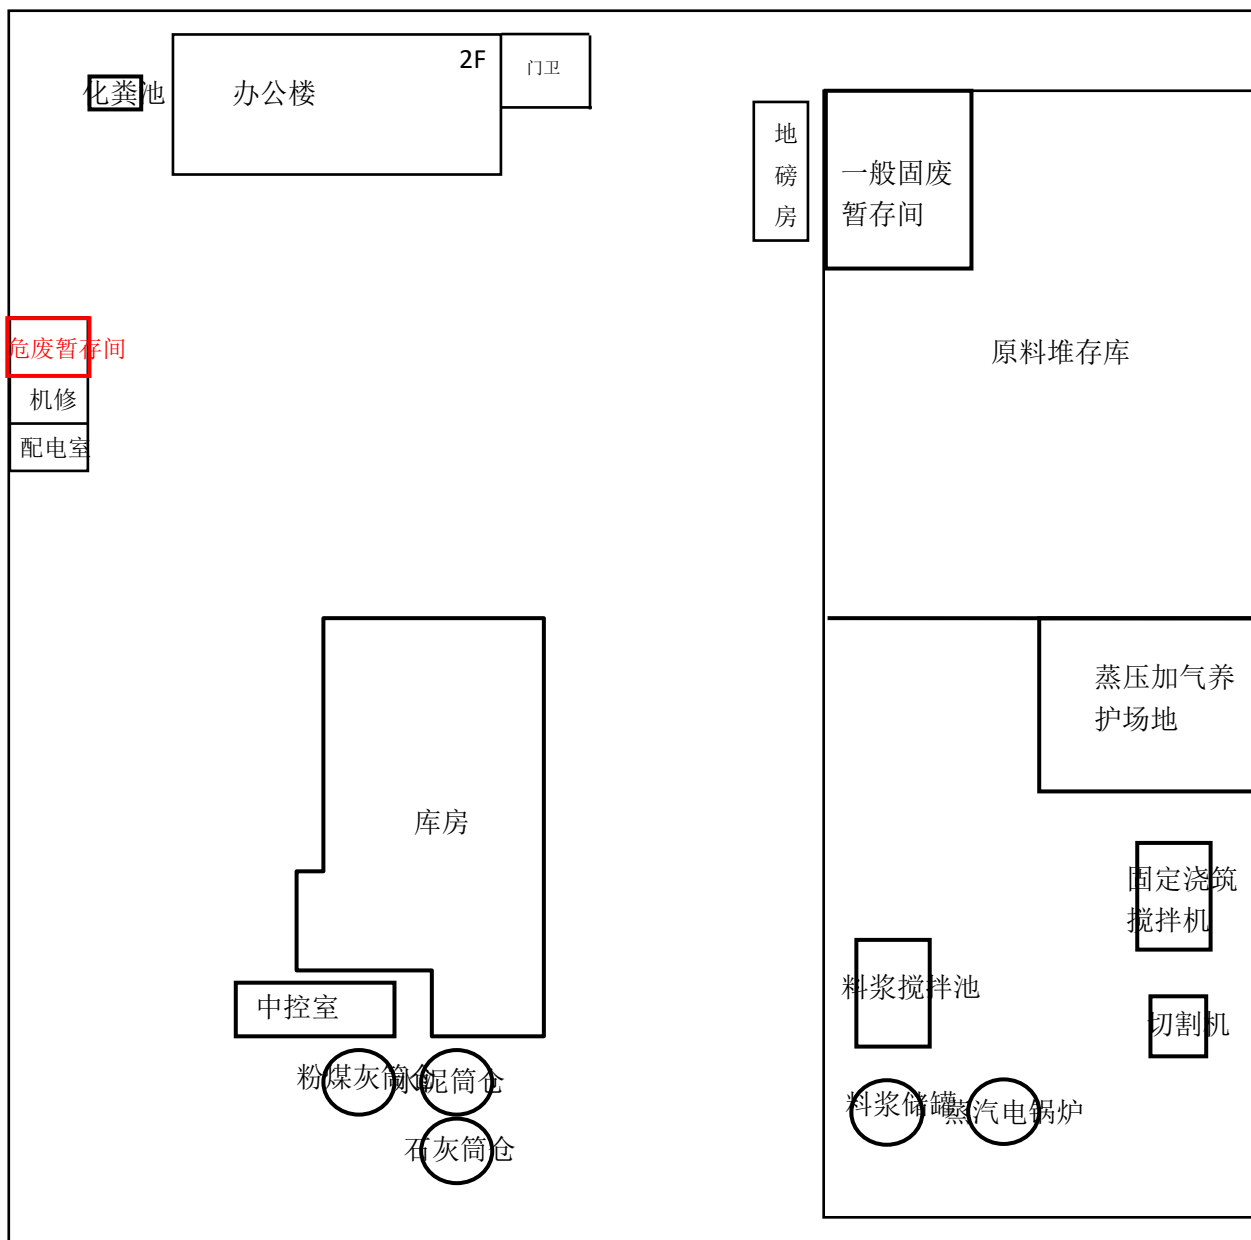 2F
门卫
化粪池
办公楼
地
磅
房
一般固废
暂存间
危废暂存间
原料堆存库
机修
配电室
蒸压加气养
护场地
库房
固定浇筑
搅拌机
料浆搅拌池
中控室
切割机
粉煤灰筒仓
水泥筒仓
料浆储罐
蒸汽电锅炉
石灰筒仓